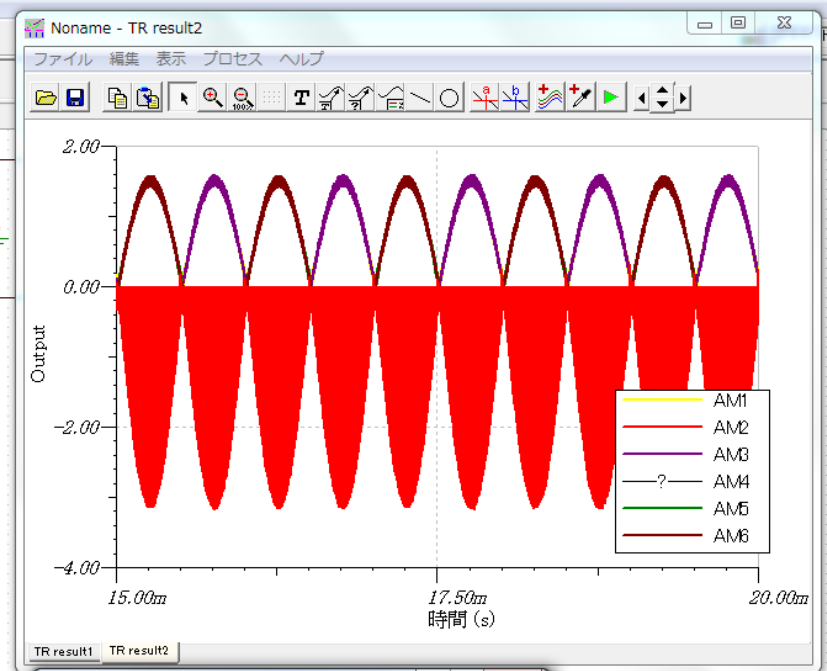 Noname - TR result2
ファイル 編集 表示 プロセス ヘルプ
T T ? a b
100%
2.00
0.00
-2.00
-4.00
Output
AM1
AM2
AM3
? AM4
AM5
AM6
15.00m 17.50m 20.00m
時間 (s)
TR result1 TR result2